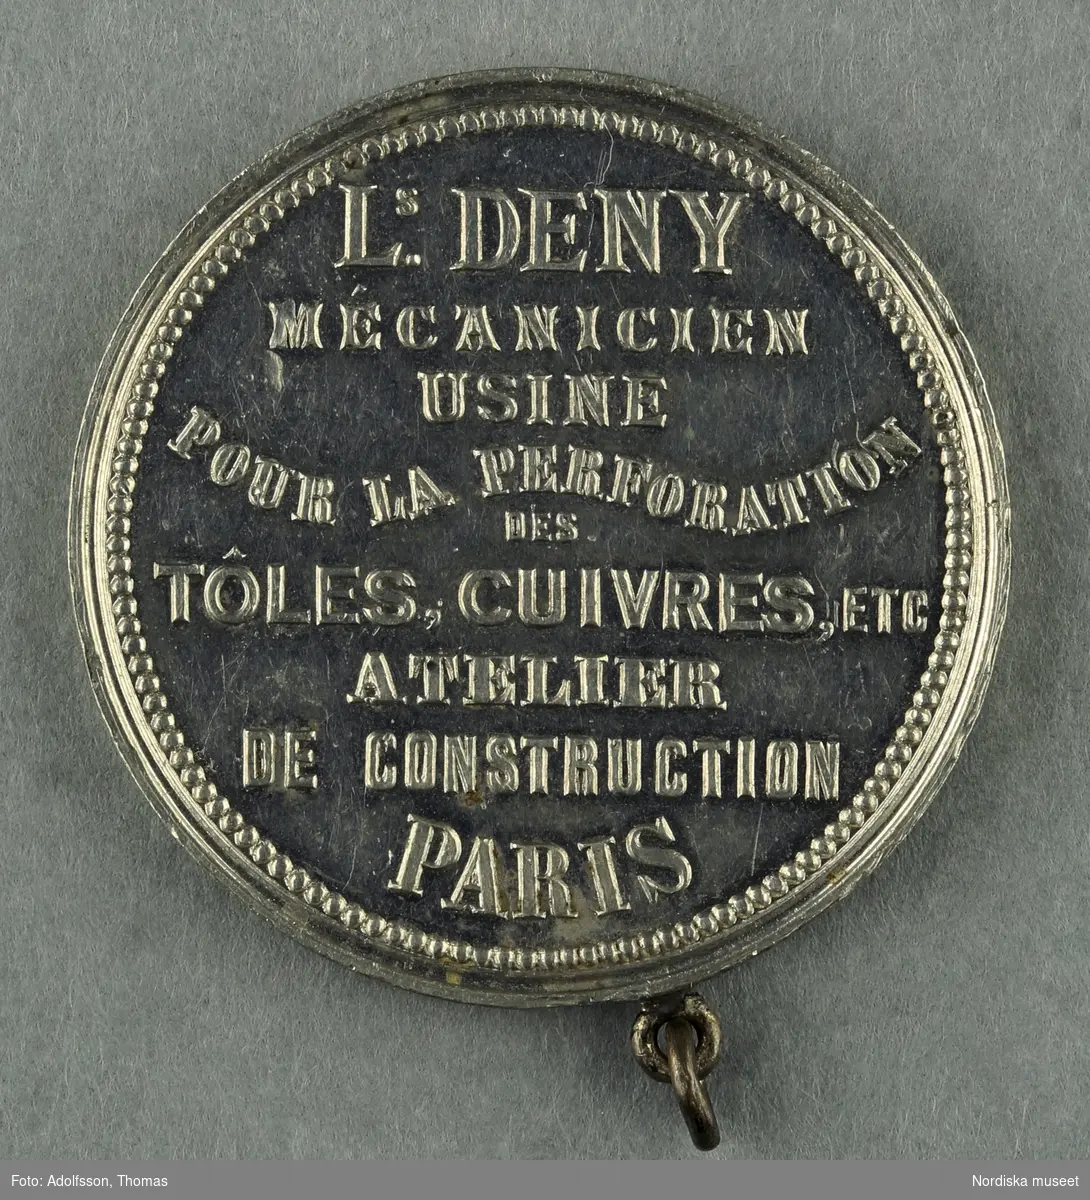 Ls. DENY
MÉCANICIEN
USINE
POUR LA PERFORATION
DES
TÔLES, CUIVRES, ETC
ATELIER
DE CONSTRUCTION
PARIS
Foto: Adolfsson, Thomas
Nordiska museet